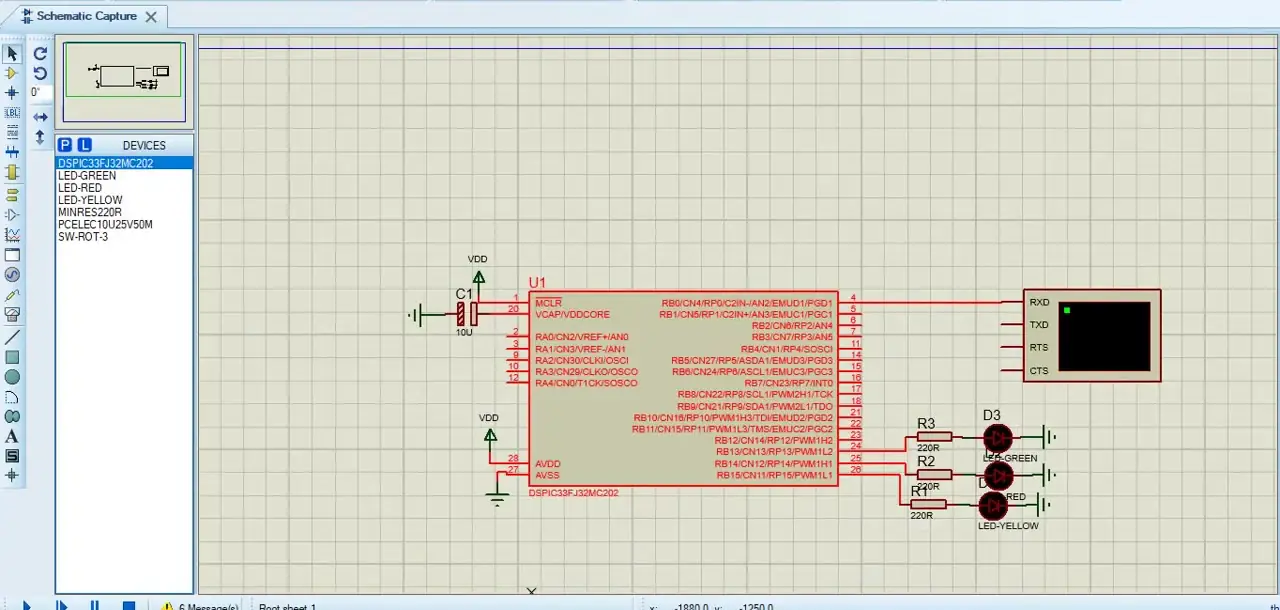 Schematic Capture
0°
LBL
P L DEVICES
DSPIC33FJ32MC202
LED-GREEN
LED-RED
LED-YELLOW
MINRES220R
PCELEC10U25V50M
SW-ROT-3
A
S
VDD
C1
10U
U1
1 MCLR
20 VCAP/VDDCORE
2 RA0/CN2/VREF+/AN0
3 RA1/CN3/VREF-/AN1
9 RA2/CN30/CLKI/OSCI
10 RA3/CN29/CLKO/OSCO
12 RA4/CN0/T1CK/SOSCO
VDD
28 AVDD
27 AVSS
DSPIC33FJ32MC202
RB0/CN4/RP0/C2IN-/AN2/EMUD1/PGD1 4
RB1/CN5/RP1/C2IN+/AN3/EMUC1/PGC1 5
RB2/CN6/RP2/AN4 6
RB3/CN7/RP3/AN5 7
RB4/CN1/RP4/SOSCI 11
RB5/CN27/RP5/ASDA1/EMUD3/PGD3 14
RB6/CN24/RP6/ASCL1/EMUC3/PGC3 15
RB7/CN23/RP7/INT0 16
RB8/CN22/RP8/SCL1/PWM2H1/TCK 17
RB9/CN21/RP9/SDA1/PWM2L1/TDO 18
RB10/CN16/RP10/PWM1H3/TDI/EMUD2/PGD2 21
RB11/CN15/RP11/PWM1L3/TMS/EMUC2/PGC2 22
RB12/CN14/RP12/PWM1H2 23
RB13/CN13/RP13/PWM1L2 24
RB14/CN12/RP14/PWM1H1 25
RB15/CN11/RP15/PWM1L1 26
RXD
TXD
RTS
CTS
R3
220R
D3
LED-GREEN
R2
220R
RED
R1
220R
LED-YELLOW
6 Message(s)
Root sheet 1
x: -1880.0 y: -1250.0 th